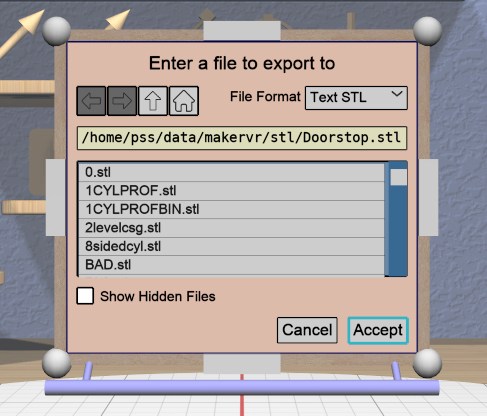 Enter a file to export to
File Format Text STL
/home/pss/data/makervr/stl/Doorstop.stl
0.stl
1CYLPROF.stl
1CYLPROFBIN.stl
2levelcsg.stl
8sidedcyl.stl
BAD.stl
Show Hidden Files
Cancel Accept